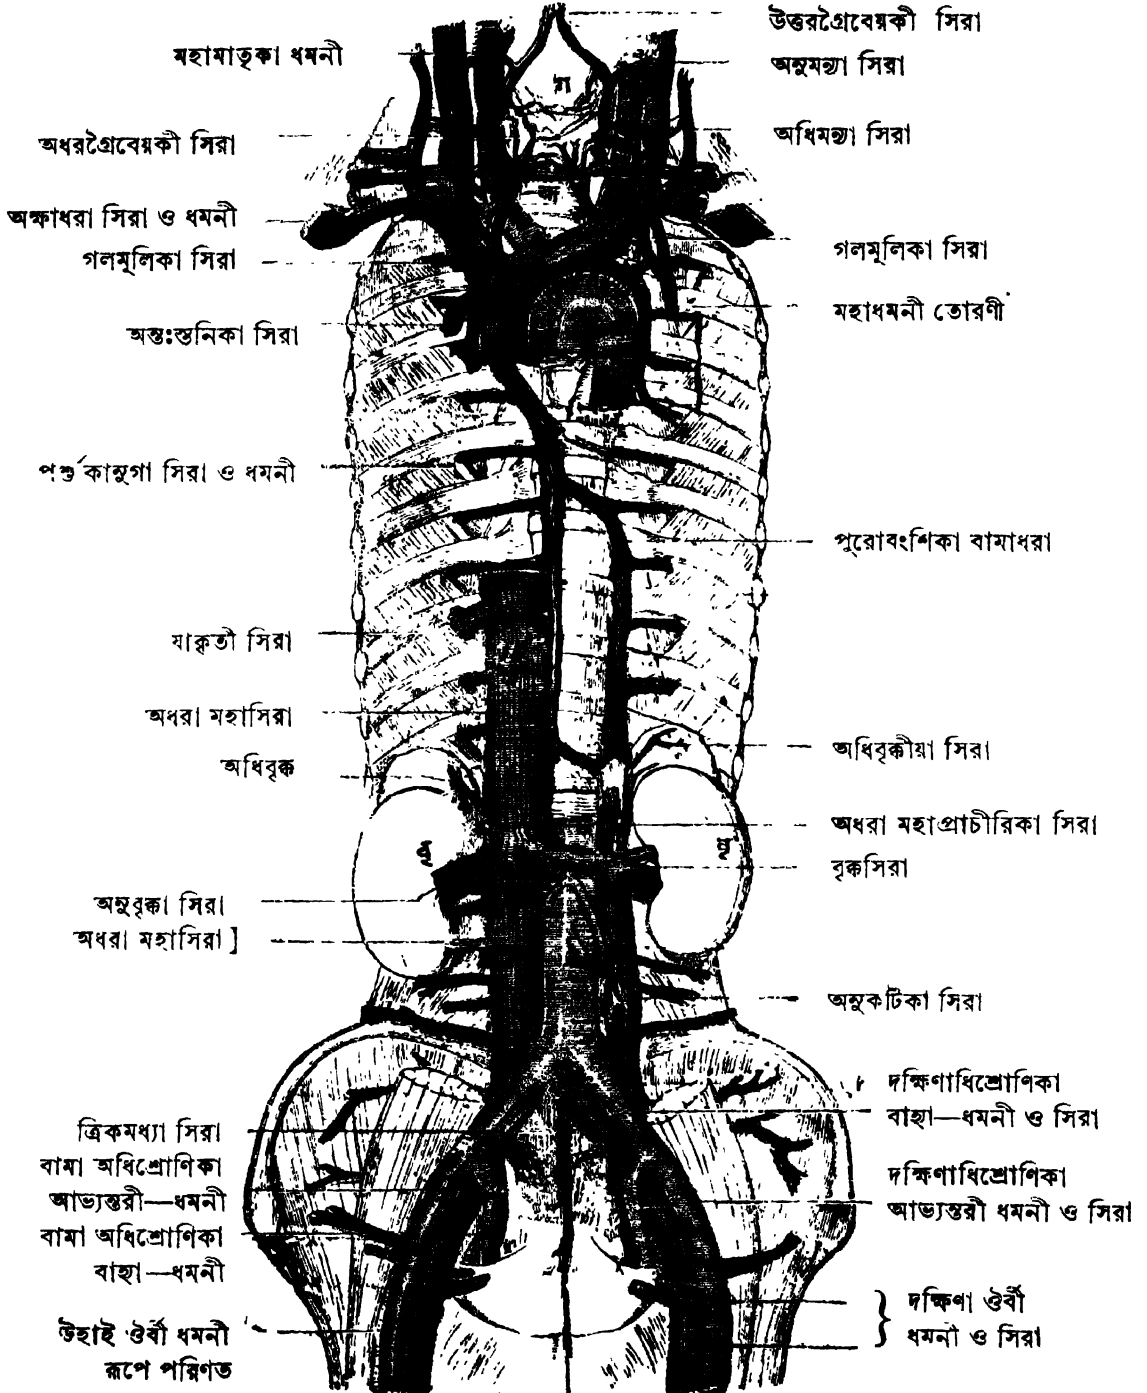 উত্তরগ্রৈবেয়কী সিরা
মহামাতৃকা ধমনী
অনুমন্যা সিরা
গ
অধিমন্যা সিরা
অধরগ্রৈবেয়কী সিরা
অক্ষাধরা সিরা ও ধমনী
গলমূলিকা সিরা
গলমূলিকা সিরা
মহাধমনী তোরণী
অন্তঃস্তনিকা সিরা
পর্শুকানুগা সিরা ও ধমনী
পুরোবংশিকা বামাধরা
যাকৃতী সিরা
অধরা মহাসিরা
অধিবৃক্কীয়া সিরা
অধিবৃক্ক
অধরা মহাপ্রাচীরিকা সিরা
বৃক্কসিরা
অনুবৃক্কা সিরা
অধরা মহাসিরা]
অনুকটিকা সিরা
দক্ষিণাধিশ্রোণিকা
বাহ্যা—ধমনী ও সিরা
ত্রিকমধ্যা সিরা
বামা অধিশ্রোণিকা
আভ্যন্তরী—ধমনী
দক্ষিণাধিশ্রোণিকা
আভ্যন্তরী ধমনী ও সিরা
বামা অধিশ্রোণিকা
বাহ্যা—ধমনী
দক্ষিণা ঔর্বী
ধমনী ও সিরা
উহাই ঔর্বী ধমনী
রূপে পরিণত